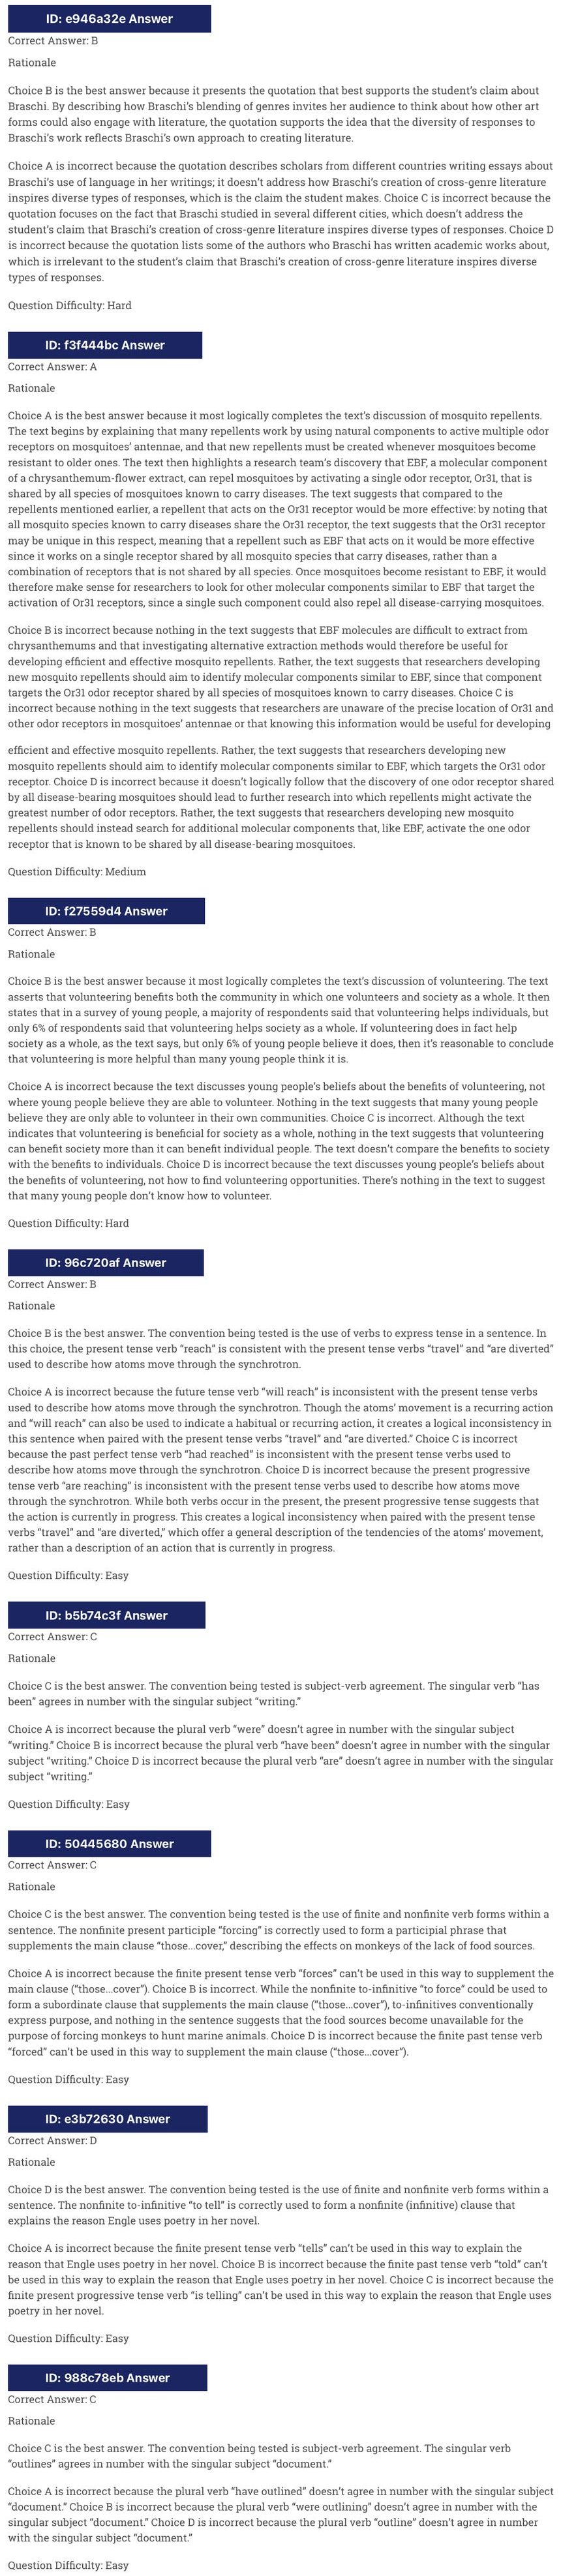 ID: e946a32e Answer
Correct Answer: B
Rationale
Choice B is the best answer because it presents the quotation that best supports the student's claim about
Braschi. By describing how Braschi's blending of genres invites her audience to think about how other art
forms could also engage with literature, the quotation supports the idea that the diversity of responses to
Braschi's work reflects Braschi's own approach to creating literature.
Choice A is incorrect because the quotation describes scholars from different countries writing essays about
Braschi's use of language in her writings; it doesn't address how Braschi's creation of cross-genre literature
inspires diverse types of responses, which is the claim the student makes. Choice C is incorrect because the
quotation focuses on the fact that Braschi studied in several different cities, which doesn't address the
student's claim that Braschi's creation of cross-genre literature inspires diverse types of responses. Choice D
is incorrect because the quotation lists some of the authors who Braschi has written academic works about,
which is irrelevant to the student's claim that Braschi's creation of cross-genre literature inspires diverse
types of responses.
Question Difficulty: Hard
ID: f3f444bc Answer
Correct Answer: A
Rationale
Choice A is the best answer because it most logically completes the text's discussion of mosquito repellents.
The text begins by explaining that many repellents work by using natural components to active multiple odor
receptors on mosquitoes' antennae, and that new repellents must be created whenever mosquitoes become
resistant to older ones. The text then highlights a research team's discovery that EBF, a molecular component
of a chrysanthemum-flower extract, can repel mosquitoes by activating a single odor receptor, Or31, that is
shared by all species of mosquitoes known to carry diseases. The text suggests that compared to the
repellents mentioned earlier, a repellent that acts on the Or31 receptor would be more effective: by noting that
all mosquito species known to carry diseases share the Or31 receptor, the text suggests that the Or31 receptor
may be unique in this respect, meaning that a repellent such as EBF that acts on it would be more effective
since it works on a single receptor shared by all mosquito species that carry diseases, rather than a
combination of receptors that is not shared by all species. Once mosquitoes become resistant to EBF, it would
therefore make sense for researchers to look for other molecular components similar to EBF that target the
activation of Or31 receptors, since a single such component could also repel all disease-carrying mosquitoes.
Choice B is incorrect because nothing in the text suggests that EBF molecules are difficult to extract from
chrysanthemums and that investigating alternative extraction methods would therefore be useful for
developing efficient and effective mosquito repellents. Rather, the text suggests that researchers developing
new mosquito repellents should aim to identify molecular components similar to EBF, since that component
targets the Or31 odor receptor shared by all species of mosquitoes known to carry diseases. Choice C is
incorrect because nothing in the text suggests that researchers are unaware of the precise location of Or31 and
other odor receptors in mosquitoes' antennae or that knowing this information would be useful for developing
efficient and effective mosquito repellents. Rather, the text suggests that researchers developing new
mosquito repellents should aim to identify molecular components similar to EBF, which targets the Or31 odor
receptor. Choice D is incorrect because it doesn't logically follow that the discovery of one odor receptor shared
by all disease-bearing mosquitoes should lead to further research into which repellents might activate the
greatest number of odor receptors. Rather, the text suggests that researchers developing new mosquito
repellents should instead search for additional molecular components that, like EBF, activate the one odor
receptor that is known to be shared by all disease-bearing mosquitoes.
Question Difficulty: Medium
ID: f27559d4 Answer
Correct Answer: B
Rationale
Choice B is the best answer because it most logically completes the text's discussion of volunteering. The text
asserts that volunteering benefits both the community in which one volunteers and society as a whole. It then
states that in a survey of young people, a majority of respondents said that volunteering helps individuals, but
only 6% of respondents said that volunteering helps society as a whole. If volunteering does in fact help
society as a whole, as the text says, but only 6% of young people believe it does, then it's reasonable to conclude
that volunteering is more helpful than many young people think it is.
Choice A is incorrect because the text discusses young people's beliefs about the benefits of volunteering, not
where young people believe they are able to volunteer. Nothing in the text suggests that many young people
believe they are only able to volunteer in their own communities. Choice C is incorrect. Although the text
indicates that volunteering is beneficial for society as a whole, nothing in the text suggests that volunteering
can benefit society more than it can benefit individual people. The text doesn't compare the benefits to society
with the benefits to individuals. Choice D is incorrect because the text discusses young people's beliefs about
the benefits of volunteering, not how to find volunteering opportunities. There's nothing in the text to suggest
that many young people don't know how to volunteer.
Question Difficulty: Hard
ID: 96c720af Answer
Correct Answer: B
Rationale
Choice B is the best answer. The convention being tested is the use of verbs to express tense in a sentence. In
this choice, the present tense verb "reach" is consistent with the present tense verbs "travel" and "are diverted"
used to describe how atoms move through the synchrotron.
Choice A is incorrect because the future tense verb "will reach" is inconsistent with the present tense verbs
used to describe how atoms move through the synchrotron. Though the atoms' movement is a recurring action
and "will reach" can also be used to indicate a habitual or recurring action, it creates a logical inconsistency in
this sentence when paired with the present tense verbs "travel" and "are diverted." Choice C is incorrect
because the past perfect tense verb "had reached" is inconsistent with the present tense verbs used to
describe how atoms move through the synchrotron. Choice D is incorrect because the present progressive
tense verb "are reaching" is inconsistent with the present tense verbs used to describe how atoms move
through the synchrotron. While both verbs occur in the present, the present progressive tense suggests that
the action is currently in progress. This creates a logical inconsistency when paired with the present tense
verbs "travel" and "are diverted," which offer a general description of the tendencies of the atoms' movement,
rather than a description of an action that is currently in progress.
Question Difficulty: Easy
ID: b5b74c3f Answer
Correct Answer: C
Rationale
Choice C is the best answer. The convention being tested is subject-verb agreement. The singular verb "has
been" agrees in number with the singular subject "writing."
Choice A is incorrect because the plural verb "were" doesn't agree in number with the singular subject
"writing." Choice B is incorrect because the plural verb "have been" doesn't agree in number with the singular
subject "writing." Choice D is incorrect because the plural verb "are" doesn't agree in number with the singular
subject "writing."
Question Difficulty: Easy
ID: 50445680 Answer
Correct Answer: C
Rationale
Choice C is the best answer. The convention being tested is the use of finite and nonfinite verb forms within a
sentence. The nonfinite present participle "forcing" is correctly used to form a participial phrase that
supplements the main clause "those...cover," describing the effects on monkeys of the lack of food sources.
Choice A is incorrect because the finite present tense verb "forces" can't be used in this way to supplement the
main clause ("those...cover"). Choice B is incorrect. While the nonfinite to-infinitive "to force" could be used to
form a subordinate clause that supplements the main clause ("those...cover"), to-infinitives conventionally
express purpose, and nothing in the sentence suggests that the food sources become unavailable for the
purpose of forcing monkeys to hunt marine animals. Choice D is incorrect because the finite past tense verb
"forced" can't be used in this way to supplement the main clause ("those...cover").
Question Difficulty: Easy
ID: e3b72630 Answer
Correct Answer: D
Rationale
Choice D is the best answer. The convention being tested is the use of finite and nonfinite verb forms within a
sentence. The nonfinite to-infinitive "to tell" is correctly used to form a nonfinite (infinitive) clause that
explains the reason Engle uses poetry in her novel.
Choice A is incorrect because the finite present tense verb "tells" can't be used in this way to explain the
reason that Engle uses poetry in her novel. Choice B is incorrect because the finite past tense verb "told" can't
be used in this way to explain the reason that Engle uses poetry in her novel. Choice C is incorrect because the
finite present progressive tense verb "is telling" can't be used in this way to explain the reason that Engle uses
poetry in her novel.
Question Difficulty: Easy
ID: 988c78eb Answer
Correct Answer: C
Rationale
Choice C is the best answer. The convention being tested is subject-verb agreement. The singular verb
"outlines" agrees in number with the singular subject "document."
Choice A is incorrect because the plural verb "have outlined" doesn't agree in number with the singular subject
"document." Choice B is incorrect because the plural verb "were outlining" doesn't agree in number with the
singular subject "document." Choice D is incorrect because the plural verb "outline" doesn't agree in number
with the singular subject "document."
Question Difficulty: Easy